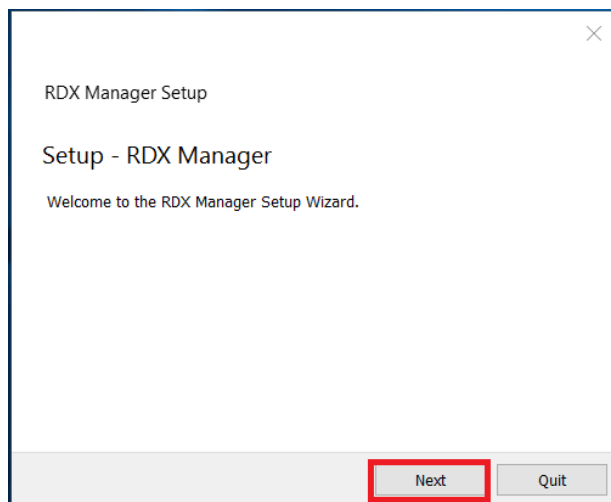 RDX Manager Setup
Setup - RDX Manager
Welcome to the RDX Manager Setup Wizard.
Next Quit